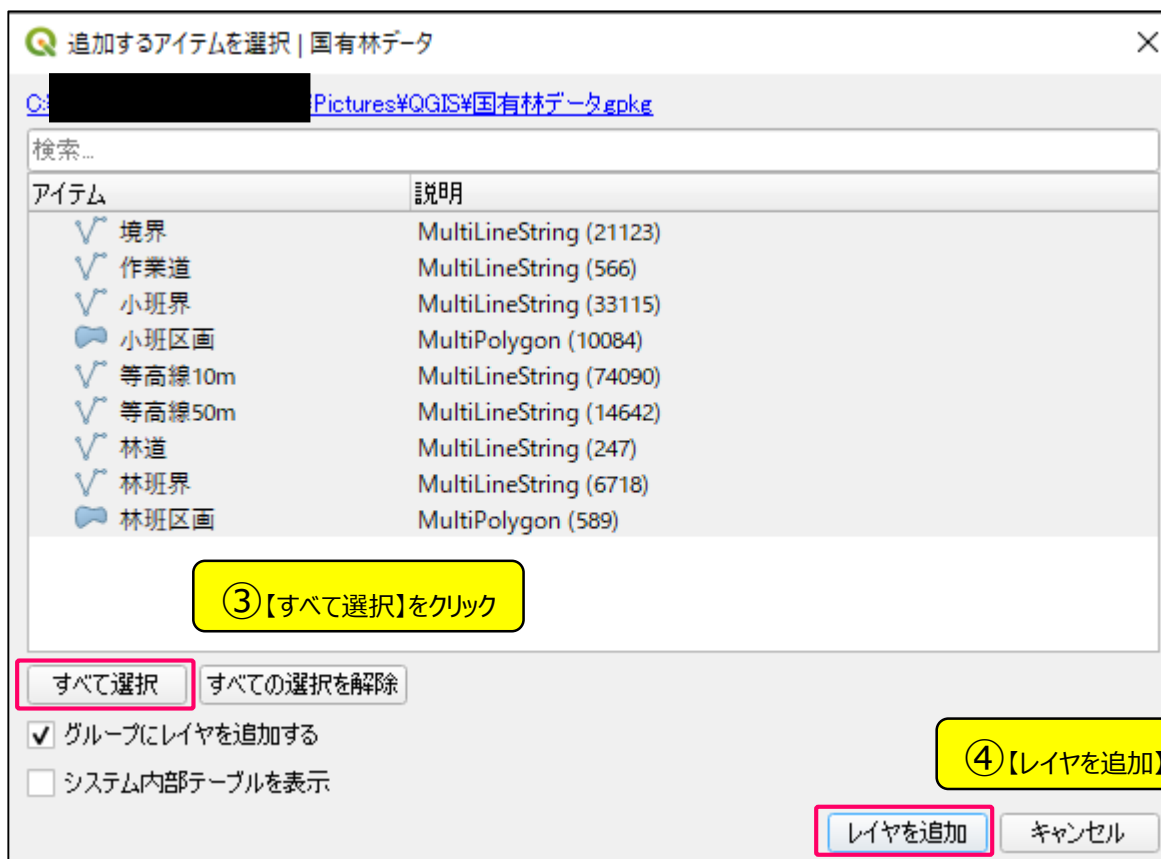 追加するアイテムを選択 | 国有林データ
C:¥ Pictures¥QGIS¥国有林データgpkg
検索...
アイテム 説明
境界 MultiLineString (21123)
作業道 MultiLineString (566)
小班界 MultiLineString (33115)
小班区画 MultiPolygon (10084)
等高線10m MultiLineString (74090)
等高線50m MultiLineString (14642)
林道 MultiLineString (247)
林班界 MultiLineString (6718)
林班区画 MultiPolygon (589)
③【すべて選択】をクリック
すべて選択 すべての選択を解除
グループにレイヤを追加する
④【レイヤを追加】
システム内部テーブルを表示
レイヤを追加 キャンセル